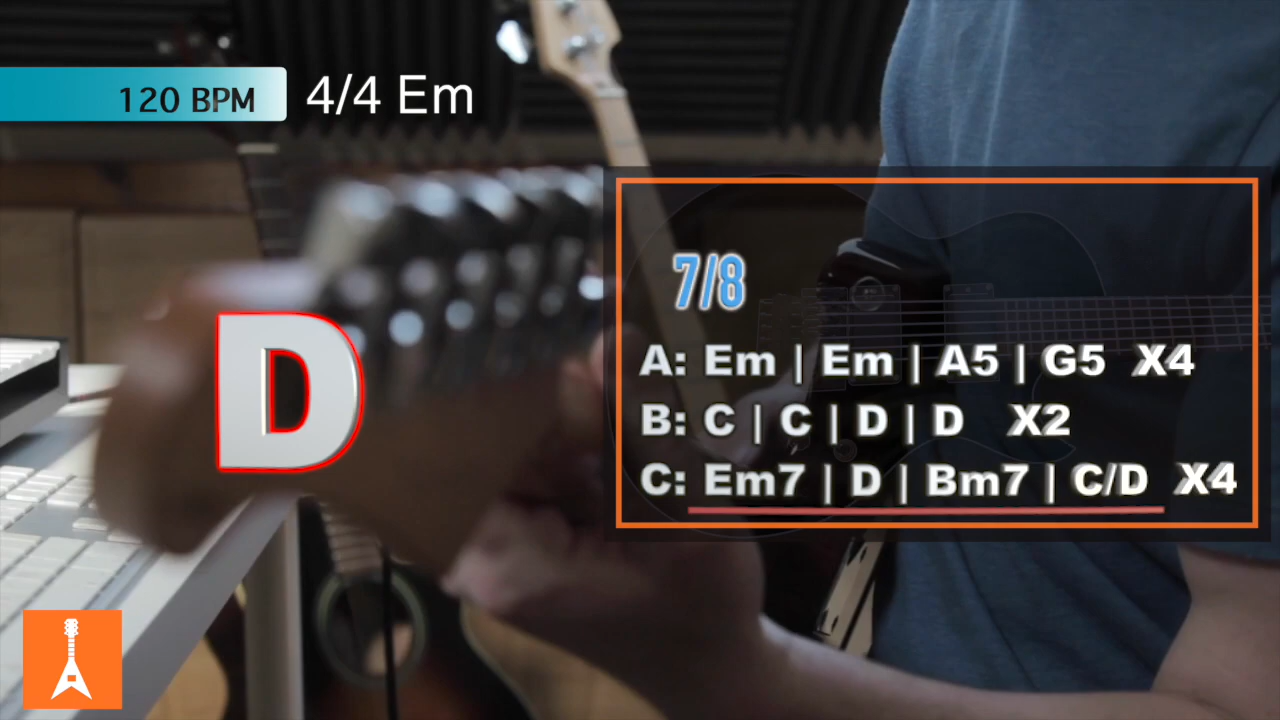 120 BPM 4/4 Em
7/8
A: Em | Em | A5 | G5 X4
B: C | C | D | D X2
C: Em7 | D | Bm7 | C/D X4
D